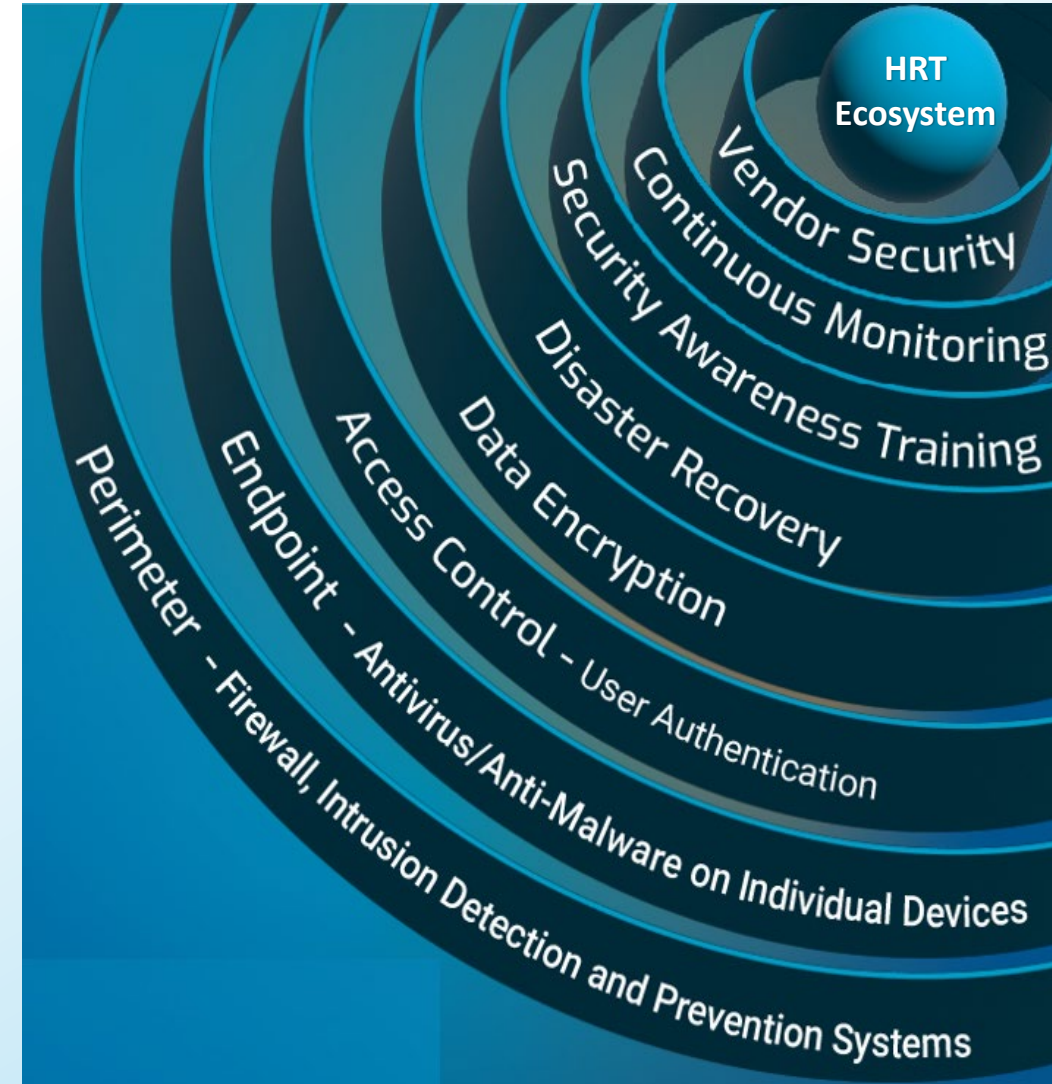 HRT
Ecosystem
Vendor Security
Continuous Monitoring
Security Awareness Training
Disaster Recovery
Data Encryption
Access Control - User Authentication
Endpoint - Antivirus/Anti-Malware on Individual Devices
Perimeter - Firewall, Intrusion Detection and Prevention Systems